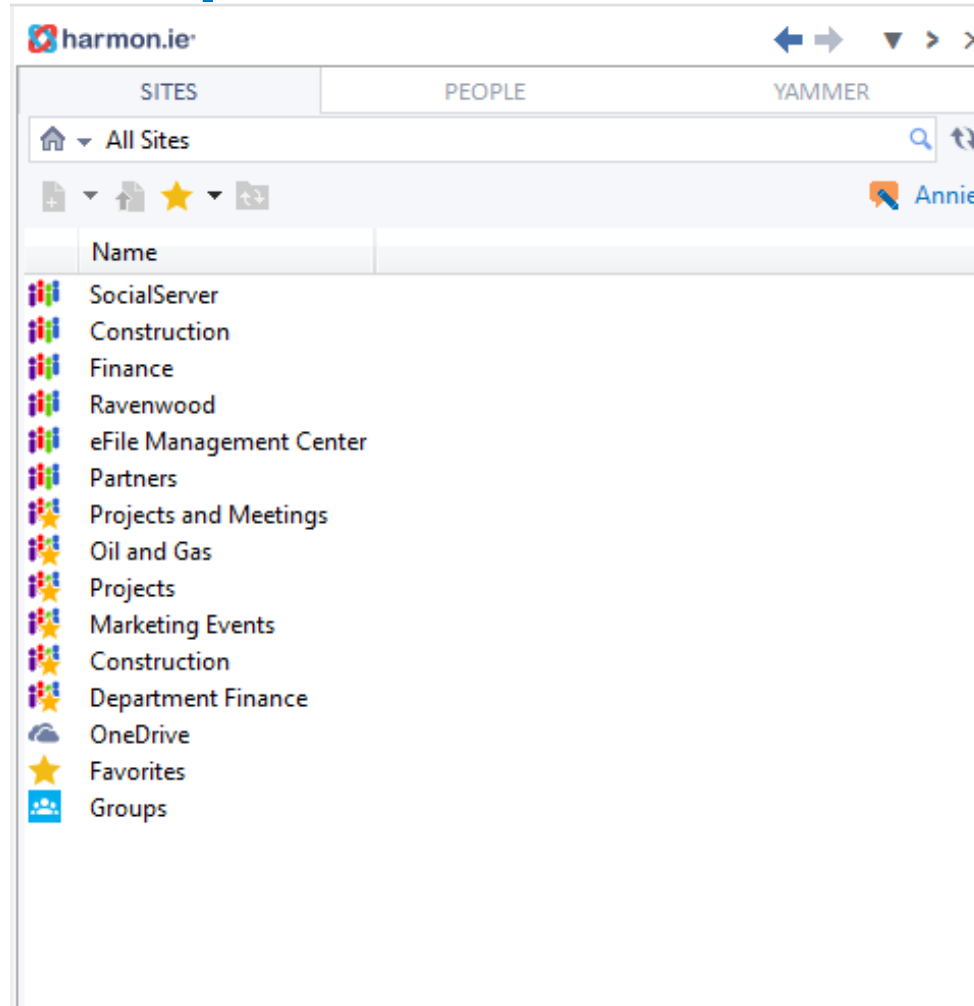 harmon.ie
SITES PEOPLE YAMMER
All Sites
Annie
Name
SocialServer
Construction
Finance
Ravenwood
eFile Management Center
Partners
Projects and Meetings
Oil and Gas
Projects
Marketing Events
Construction
Department Finance
OneDrive
Favorites
Groups